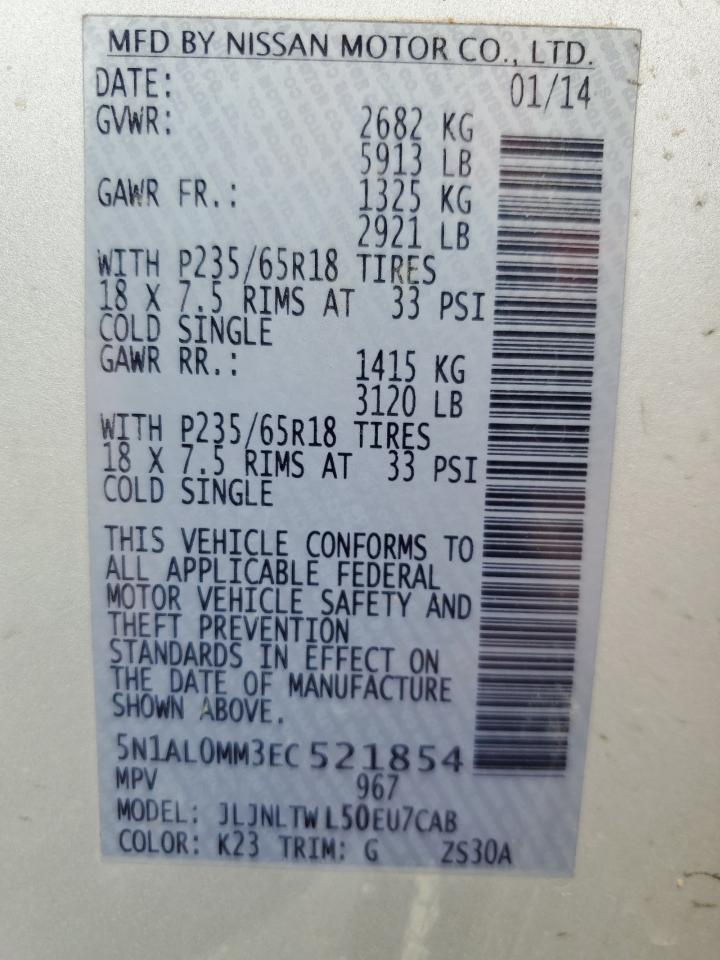 MFD BY NISSAN MOTOR CO., LTD.
DATE: 01/14
GVWR: 2682 KG
5913 LB
GAWR FR.: 1325 KG
2921 LB
WITH P235/65R18 TIRES
18 X 7.5 RIMS AT 33 PSI
COLD SINGLE
GAWR RR.: 1415 KG
3120 LB
WITH P235/65R18 TIRES
18 X 7.5 RIMS AT 33 PSI
COLD SINGLE
THIS VEHICLE CONFORMS TO
ALL APPLICABLE FEDERAL
MOTOR VEHICLE SAFETY AND
THEFT PREVENTION
STANDARDS IN EFFECT ON
THE DATE OF MANUFACTURE
SHOWN ABOVE.
5N1AL0MM3EC521854
MPV 967
MODEL: JLJNLTWL50EU7CAB
COLOR: K23 TRIM: G ZS30A